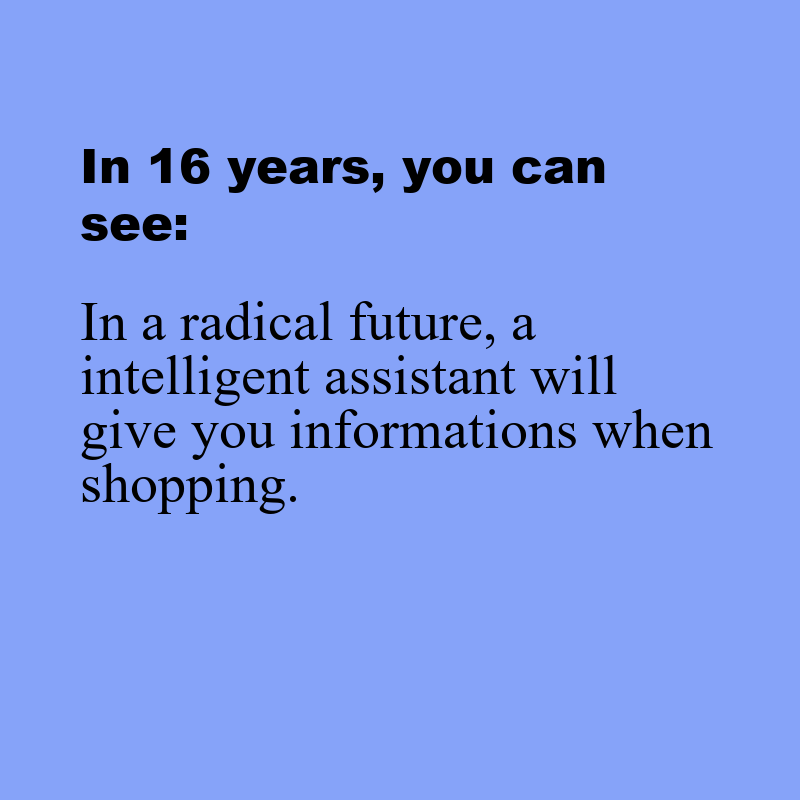 In 16 years, you can
see:
In a radical future, a
intelligent assistant will
give you informations when
shopping.